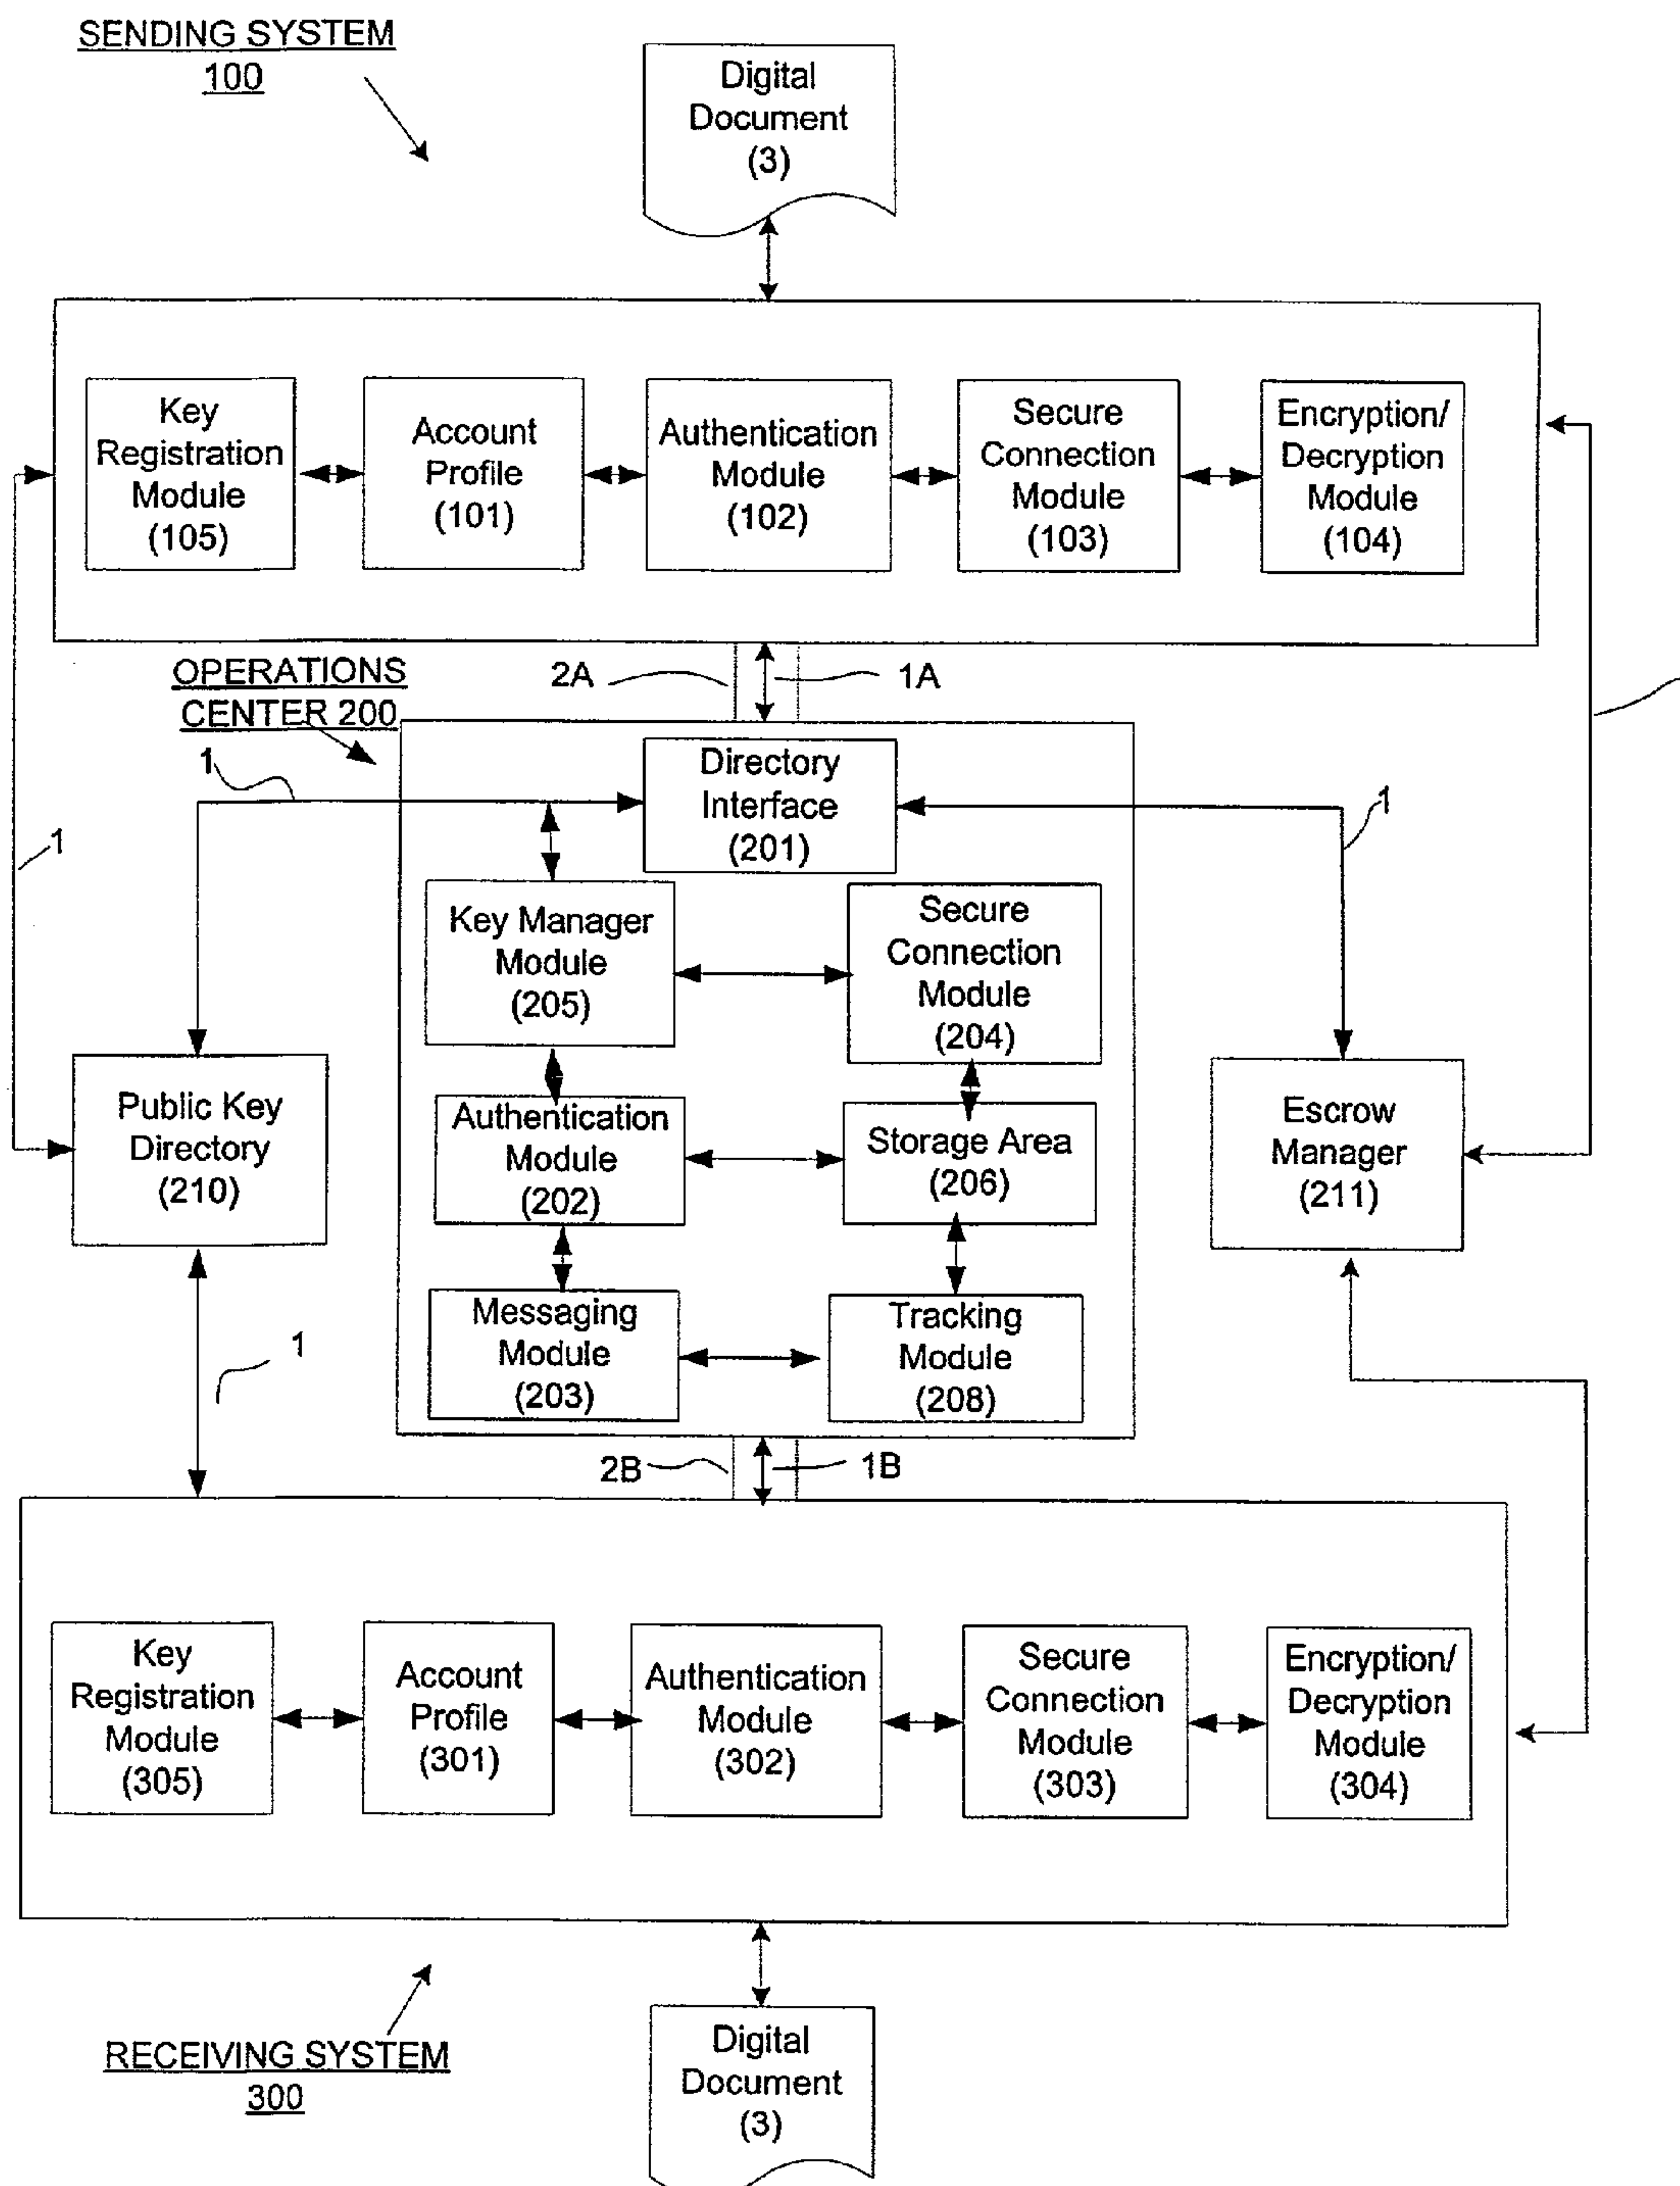 SENDING SYSTEM
100
Digital
Document
(3)
Key
Registration
Module
(105)
Account
Profile
(101)
Authentication
Module
(102)
Secure
Connection
Module
(103)
Encryption/
Decryption
Module
(104)
OPERATIONS
CENTER 200
2A
1A
1
1
1
Directory
Interface
(201)
Key Manager
Module
(205)
Secure
Connection
Module
(204)
Public Key
Directory
(210)
Authentication
Module
(202)
Storage Area
(206)
Escrow
Manager
(211)
Messaging
Module
(203)
Tracking
Module
(208)
1
2B
1B
Key
Registration
Module
(305)
Account
Profile
(301)
Authentication
Module
(302)
Secure
Connection
Module
(303)
Encryption/
Decryption
Module
(304)
RECEIVING SYSTEM
300
Digital
Document
(3)